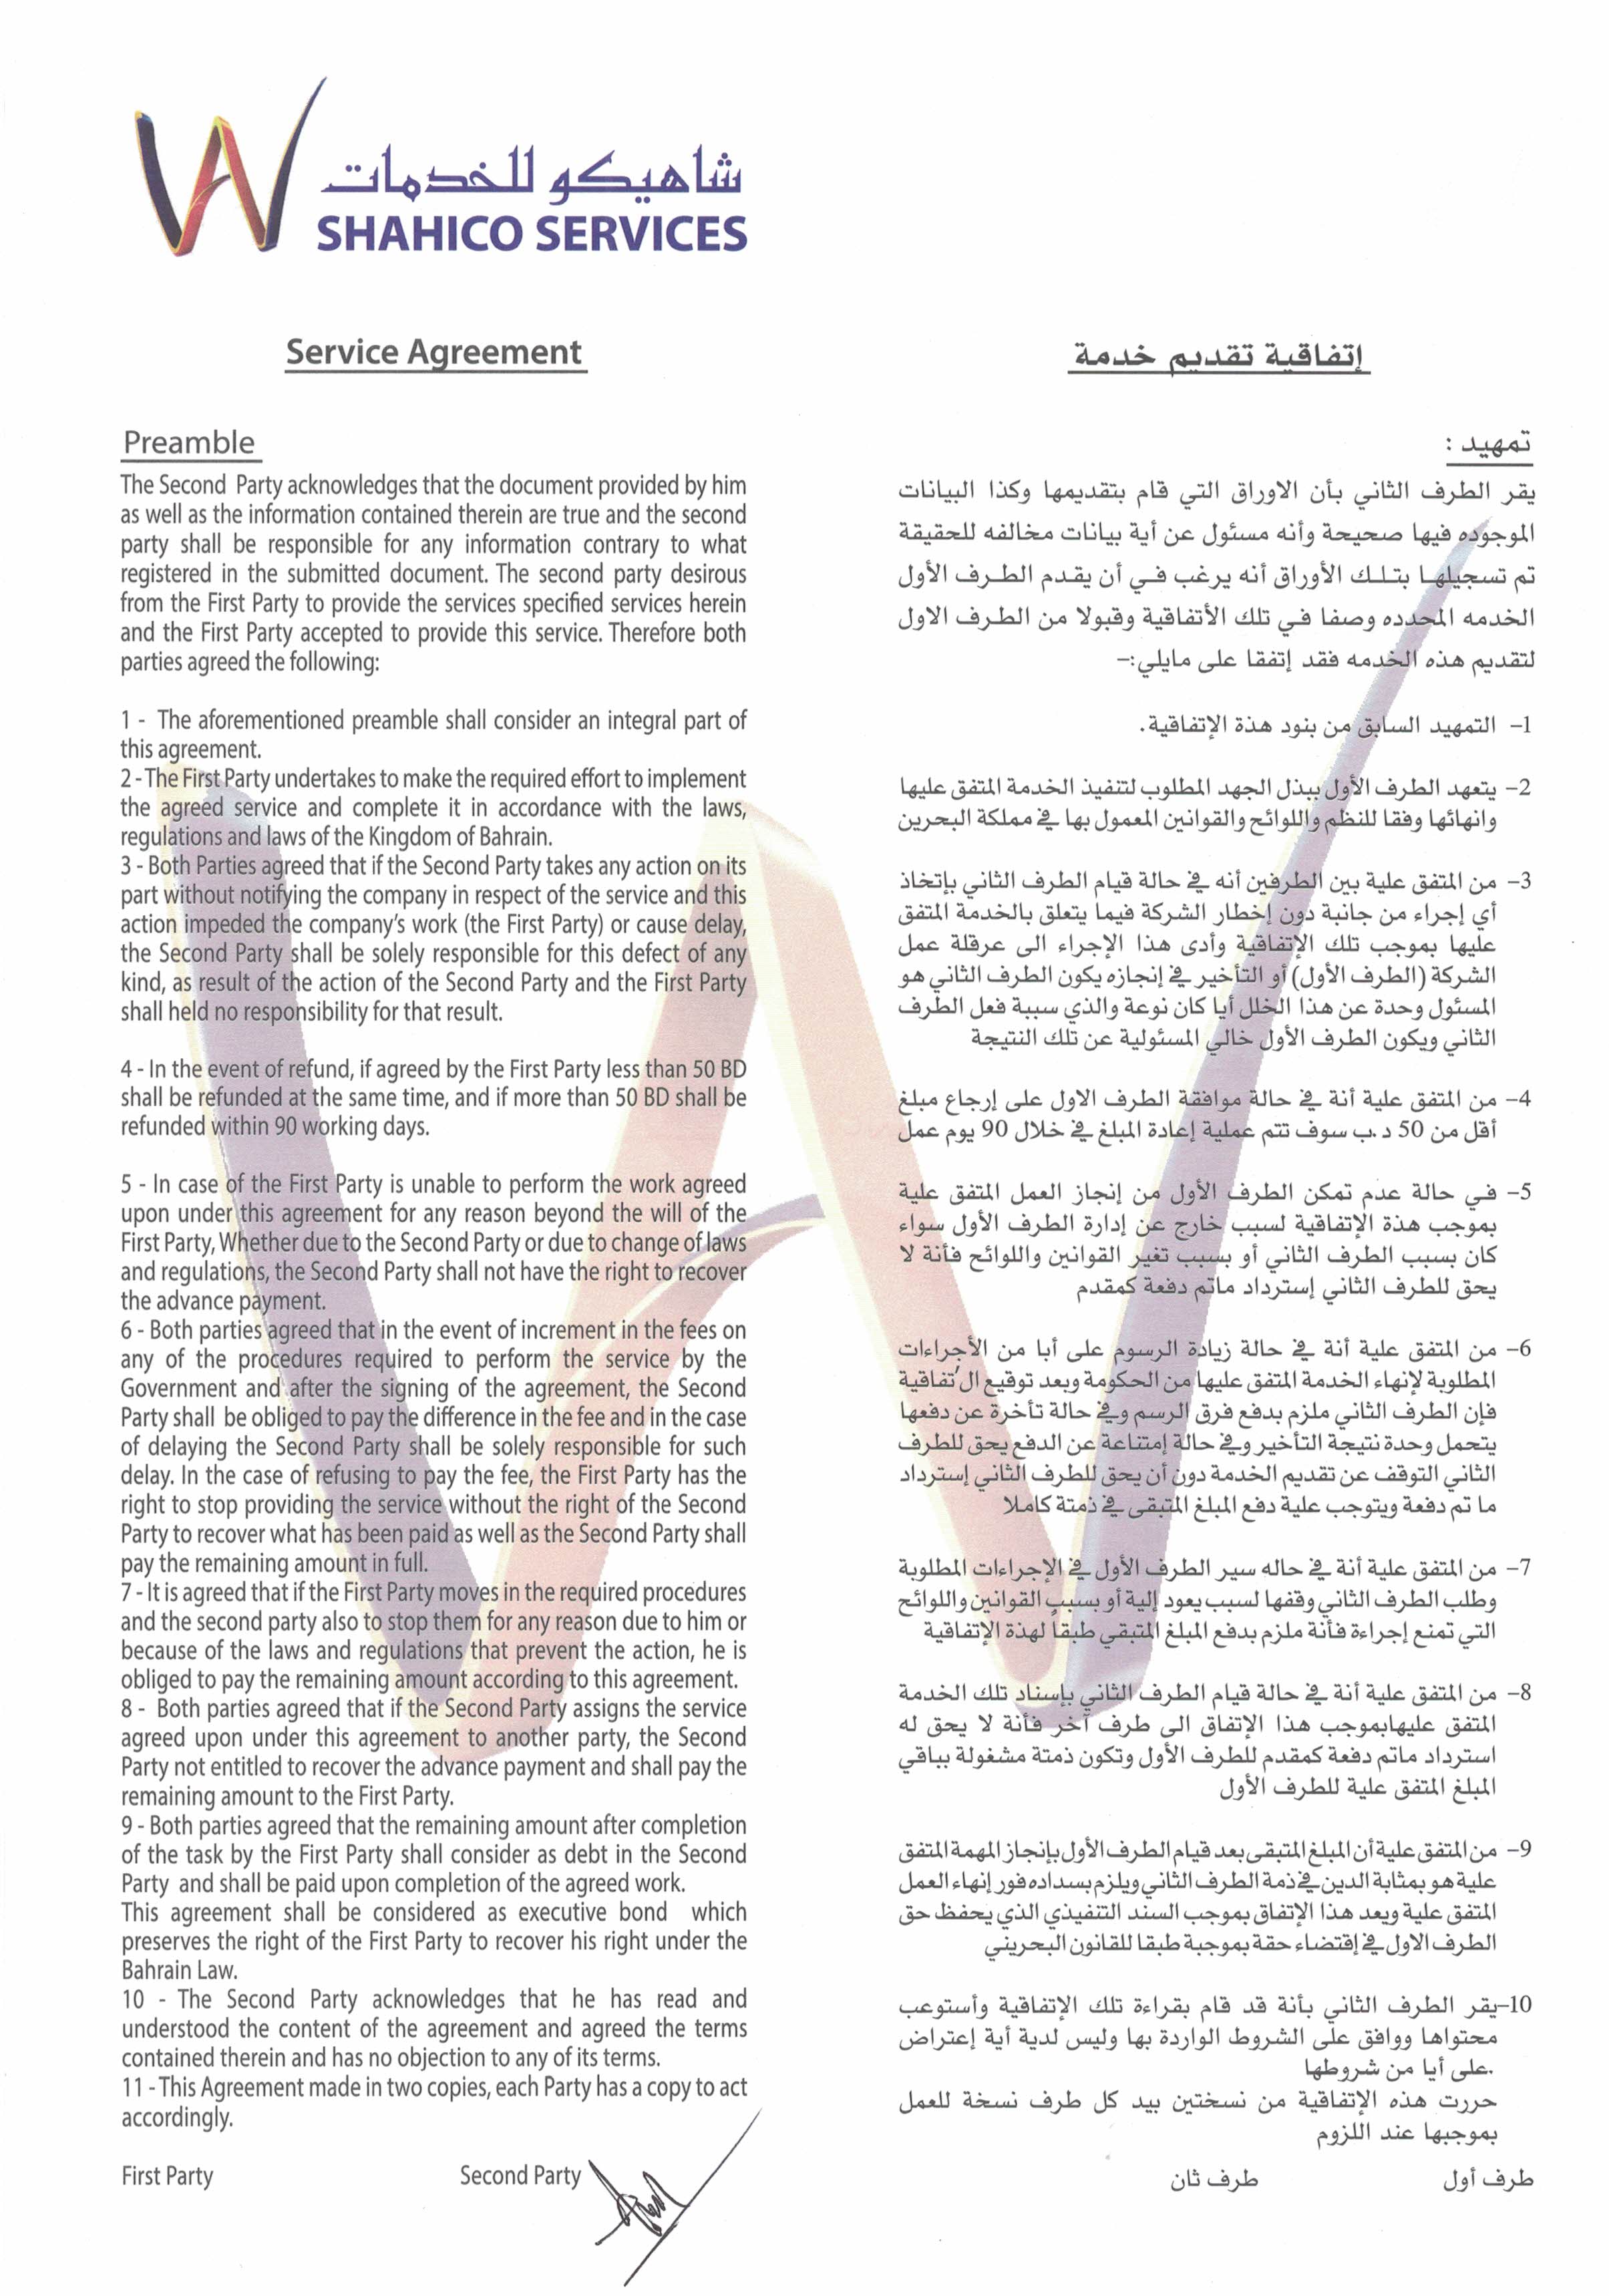 شاهيكو للخدمات
SHAHICO SERVICES
Service Agreement
Preamble
The Second Party acknowledges that the document provided by him
as well as the information contained therein are true and the second
party shall be responsible for any information contrary to what
registered in the submitted document. The second party desirous
from the First Party to provide the services specified services herein
and the First Party accepted to provide this service. Therefore both
parties agreed the following:
1 - The aforementioned preamble shall consider an integral part of
this agreement.
2 - The First Party undertakes to make the required effort to implement
the agreed service and complete it in accordance with the laws,
regulations and laws of the Kingdom of Bahrain.
3 - Both Parties agreed that if the Second Party takes any action on its
part without notifying the company in respect of the service and this
action impeded the company's work (the First Party) or cause delay,
the Second Party shall be solely responsible for this defect of any
kind, as result of the action of the Second Party and the First Party
shall held no responsibility for that result.
4 - In the event of refund, if agreed by the First Party less than 50 BD
shall be refunded at the same time, and if more than 50 BD shall be
refunded within 90 working days.
5 - In case of the First Party is unable to perform the work agreed
upon under this agreement for any reason beyond the will of the
First Party, Whether due to the Second Party or due to change of laws
and regulations, the Second Party shall not have the right to recover
the advance payment.
6 - Both parties agreed that in the event of increment in the fees on
any of the procedures required to perform the service by the
Government and after the signing of the agreement, the Second
Party shall be obliged to pay the difference in the fee and in the case
of delaying the Second Party shall be solely responsible for such
delay. In the case of refusing to pay the fee, the First Party has the
right to stop providing the service without the right of the Second
Party to recover what has been paid as well as the Second Party shall
pay the remaining amount in full.
7 - It is agreed that if the First Party moves in the required procedures
and the second party also to stop them for any reason due to him or
because of the laws and regulations that prevent the action, he is
obliged to pay the remaining amount according to this agreement.
8 - Both parties agreed that if the Second Party assigns the service
agreed upon under this agreement to another party, the Second
Party not entitled to recover the advance payment and shall pay the
remaining amount to the First Party.
9 - Both parties agreed that the remaining amount after completion
of the task by the First Party shall consider as debt in the Second
Party and shall be paid upon completion of the agreed work.
This agreement shall be considered as executive bond which
preserves the right of the First Party to recover his right under the
Bahrain Law.
10 - The Second Party acknowledges that he has read and
understood the content of the agreement and agreed the terms
contained therein and has no objection to any of its terms.
11 - This Agreement made in two copies, each Party has a copy to act
accordingly.
First Party Second Party
إتفاقية تقديم خدمة
تمهيد :
يقر الطرف الثاني بأن الاوراق التي قام بتقديمها وكذا البيانات
الموجوده فيها صحيحة وأنه مسئول عن أية بيانات مخالفه للحقيقة
تم تسجيلها بتلك الأوراق أنه يرغب في أن يقدم الطرف الأول
الخدمه المحدده وصفا في تلك الأتفاقية وقبولا من الطرف الاول
لتقديم هذه الخدمه فقد إتفقا على مايلي:-
1- التمهيد السابق من بنود هذة الإتفاقية.
2- يتعهد الطرف الأول ببذل الجهد المطلوب لتنفيذ الخدمة المتفق عليها
وانهائها وفقا للنظم واللوائح والقوانين المعمول بها في مملكة البحرين
3- من المتفق علية بين الطرفين أنه في حالة قيام الطرف الثاني بإتخاذ
أي إجراء من جانبة دون إخطار الشركة فيما يتعلق بالخدمة المتفق
عليها بموجب تلك الإتفاقية وأدى هذا الإجراء الى عرقلة عمل
الشركة (الطرف الأول) أو التأخير في إنجازه يكون الطرف الثاني هو
المسئول وحدة عن هذا الخلل أيا كان نوعة والذي سببة فعل الطرف
الثاني ويكون الطرف الأول خالي المسئولية عن تلك النتيجة
4- من المتفق علية أنة في حالة موافقة الطرف الاول على إرجاع مبلغ
أقل من 50 د.ب سوف تتم عملية إعادة المبلغ في خلال 90 يوم عمل
5- في حالة عدم تمكن الطرف الأول من إنجاز العمل المتفق علية
بموجب هذة الإتفاقية لسبب خارج عن إدارة الطرف الأول سواء
كان بسبب الطرف الثاني أو بسبب تغير القوانين واللوائح فأنة لا
يحق للطرف الثاني إسترداد ماتم دفعة كمقدم
6- من المتفق علية أنة في حالة زيادة الرسوم على أبا من الأجراءات
المطلوبة لإنهاء الخدمة المتفق عليها من الحكومة وبعد توقيع ال'تفاقية
فإن الطرف الثاني ملزم بدفع فرق الرسم وفي حالة تأخرة عن دفعها
يتحمل وحدة نتيجة التأخير وفي حالة إمتناعة عن الدفع يحق للطرف
الثاني التوقف عن تقديم الخدمة دون أن يحق للطرف الثاني إسترداد
ما تم دفعة ويتوجب علية دفع المبلغ المتبقى في ذمتة كاملا
7- من المتفق علية أنة في حاله سير الطرف الأول في الإجراءات المطلوبة
وطلب الطرف الثاني وقفها لسبب يعود إلية أو بسبب القوانين واللوائح
التي تمنع إجراءة فأنة ملزم بدفع المبلغ المتبقي طبقا لهذة الإتفاقية
8- من المتفق علية أنة في حالة قيام الطرف الثاني بإسناد تلك الخدمة
المتفق عليهابموجب هذا الإتفاق الى طرف آخر فأنة لا يحق له
استرداد ماتم دفعة كمقدم للطرف الأول وتكون ذمتة مشغولة بباقي
المبلغ المتفق علية للطرف الأول
9- من المتفق علية أن المبلغ المتبقى بعد قيام الطرف الأول بإنجاز المهمة المتفق
علية هو بمثابة الدين في ذمة الطرف الثاني ويلزم بسداده فور إنهاء العمل
المتفق علية ويعد هذا الإتفاق بموجب السند التنفيذي الذي يحفظ حق
الطرف الاول في إقتضاء حقة بموجبة طبقا للقانون البحريني
10-يقر الطرف الثاني بأنة قد قام بقراءة تلك الإتفاقية وأستوعب
محتواها ووافق على الشروط الواردة بها وليس لدية أية إعتراض
.على أيا من شروطها
حررت هذه الإتفاقية من نسختين بيد كل طرف نسخة للعمل
بموجبها عند اللزوم
طرف أول طرف ثان